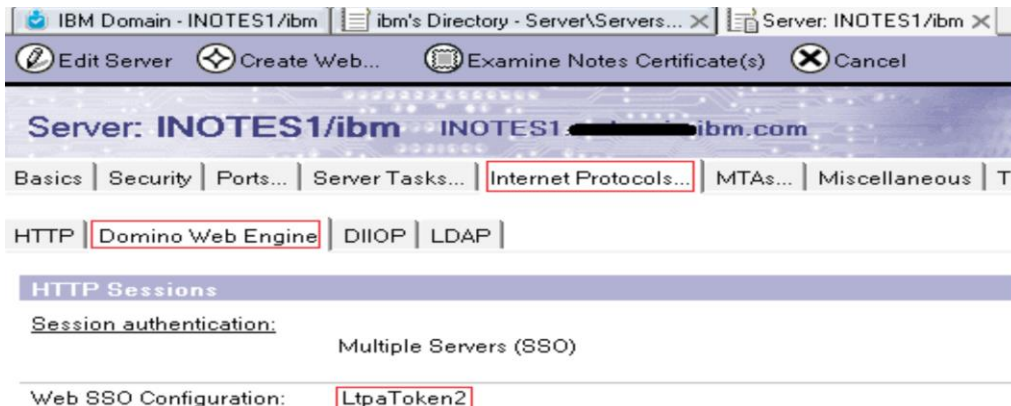 IBM Domain - INOTES1/ibm ibm's Directory - Server\Servers... Server: INOTES1/ibm
Edit Server Create Web... Examine Notes Certificate(s) Cancel
Server: INOTES1/ibm INOTES1. ibm.com
Basics Security Ports... Server Tasks... Internet Protocols... MTAs... Miscellaneous T
HTTP Domino Web Engine DIIOP LDAP
HTTP Sessions
Session authentication:
Multiple Servers (SSO)
Web SSO Configuration: LtpaToken2